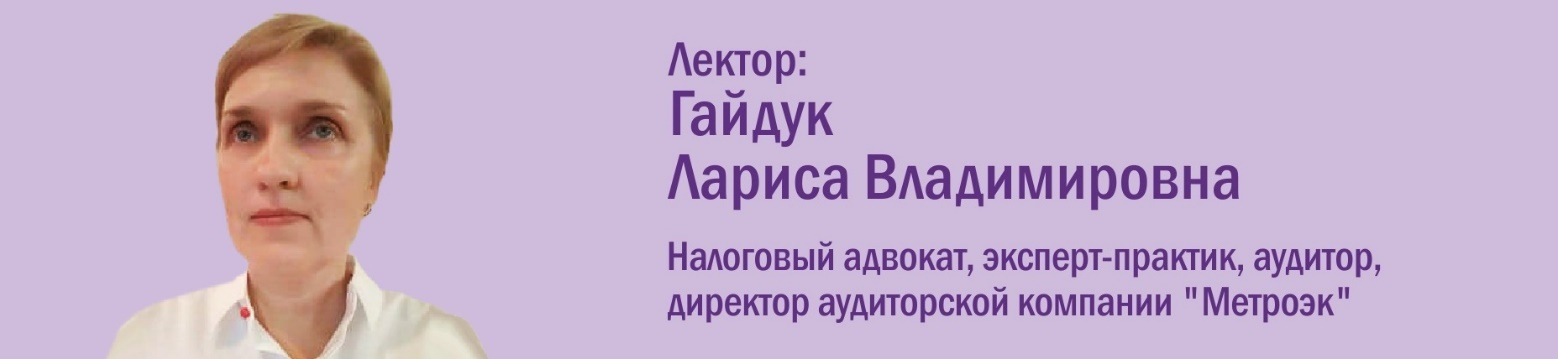 Лектор:
Гайдук
Лариса Владимировна
Налоговый адвокат, эксперт-практик, аудитор,
директор аудиторской компании "Метроэк"